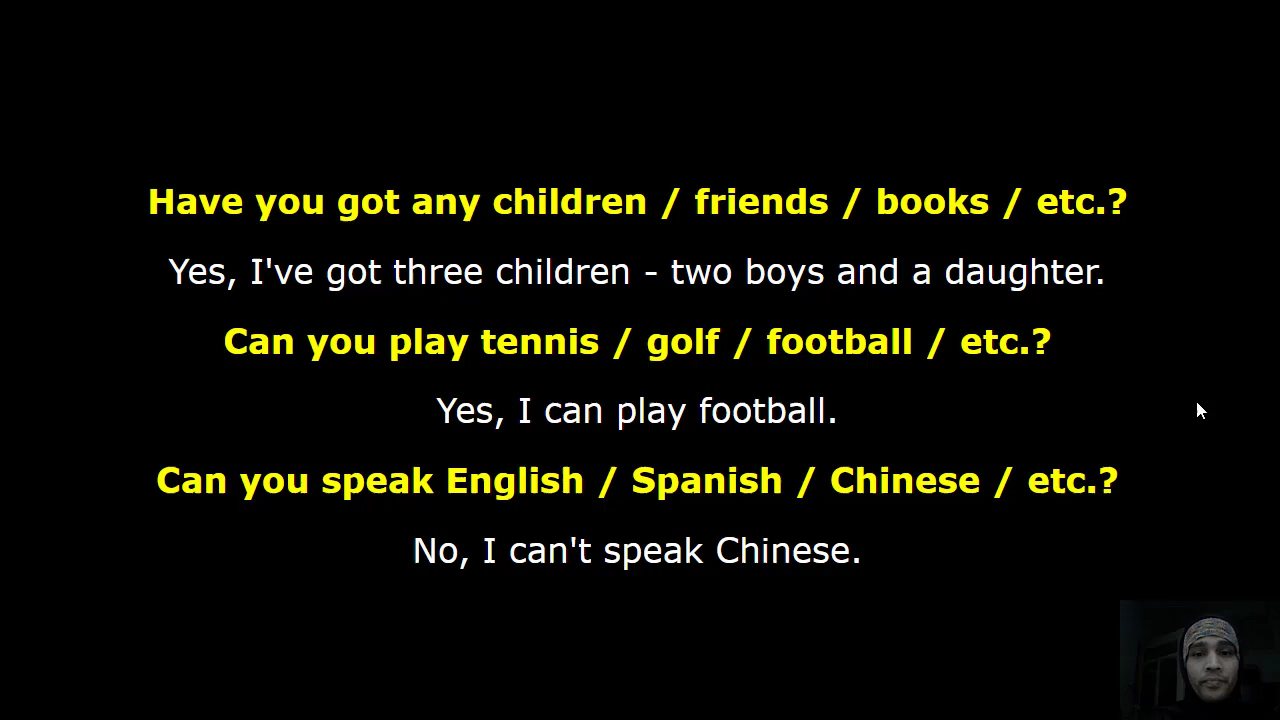 Have you got any children / friends / books / etc.?
Yes, I've got three children - two boys and a daughter.
Can you play tennis / golf / football / etc.?
Yes, I can play football.
Can you speak English / Spanish / Chinese / etc.?
No, I can't speak Chinese.